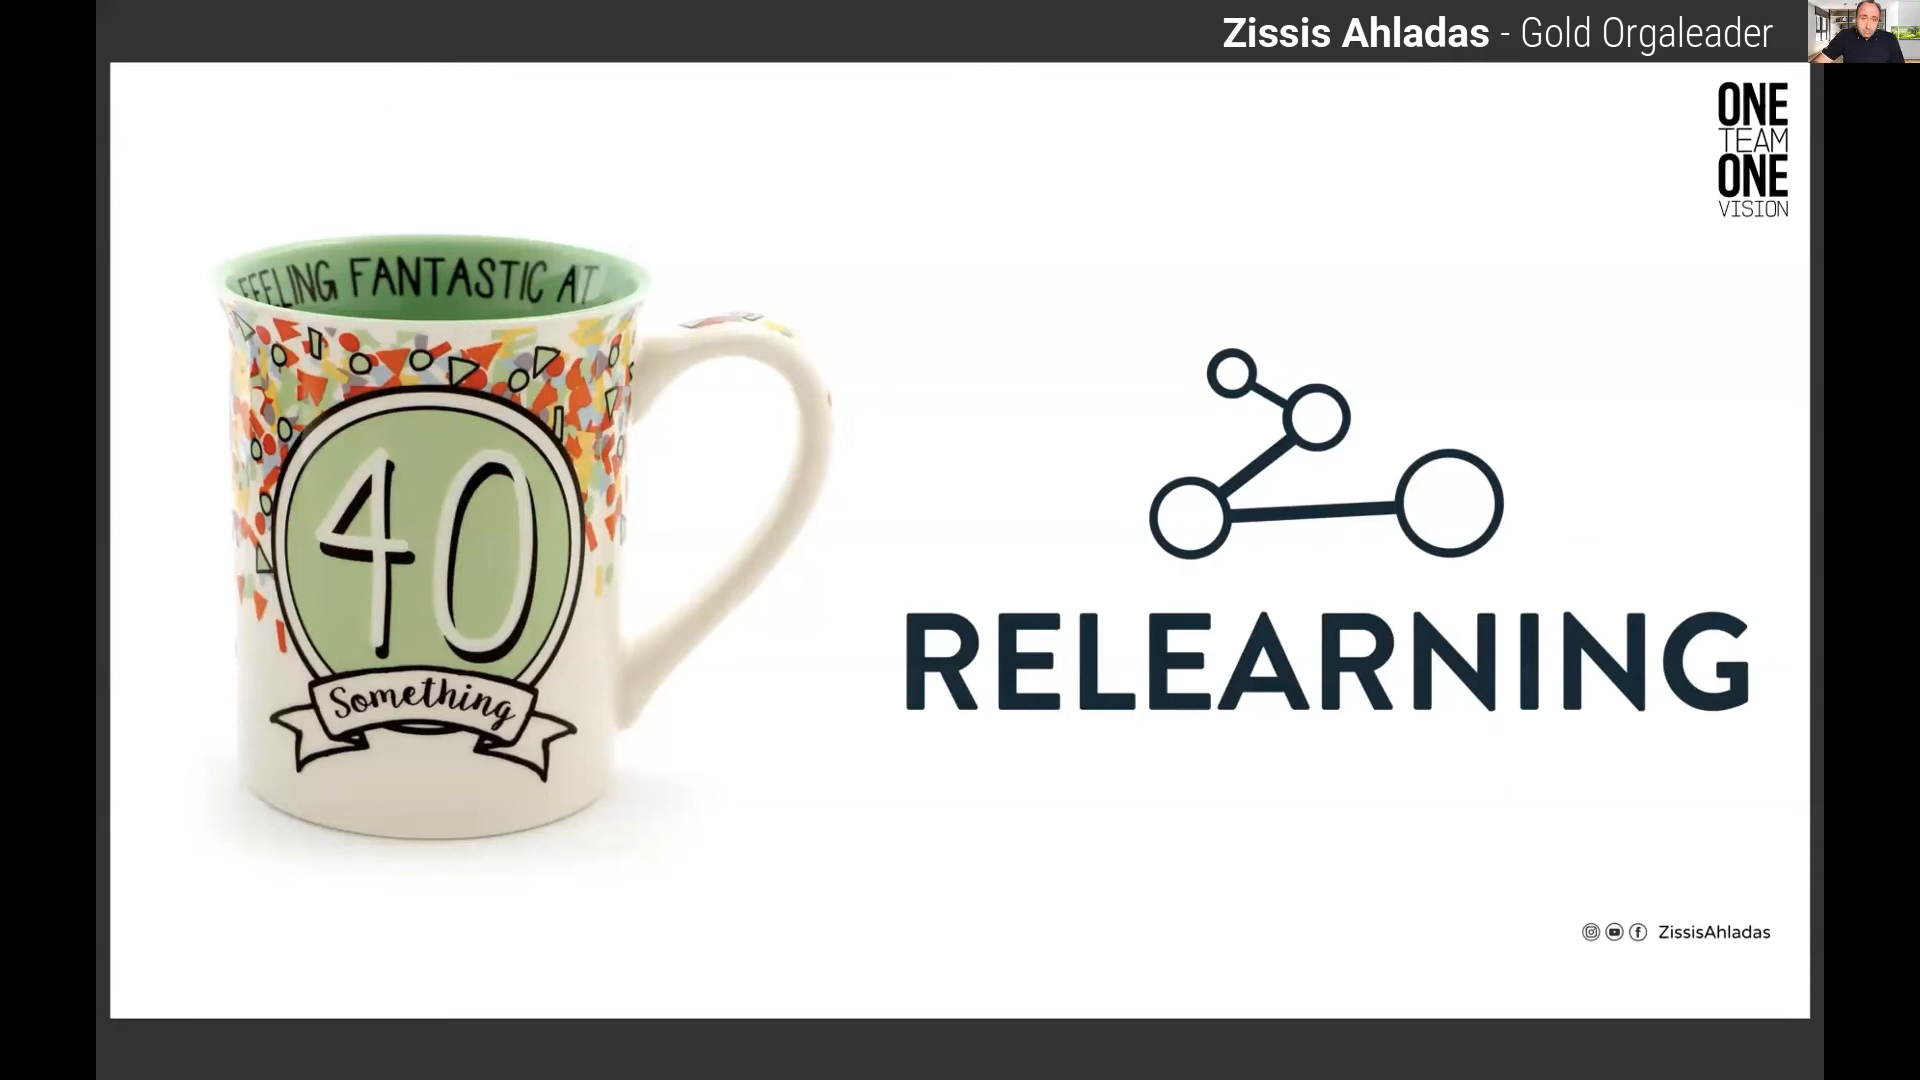 Zissis Ahladas - Gold Orgaleader
ONE
TEAM
ONE
VISION
FEELING FANTASTIC AT
40
Something
RELEARNING
ZissisAhladas